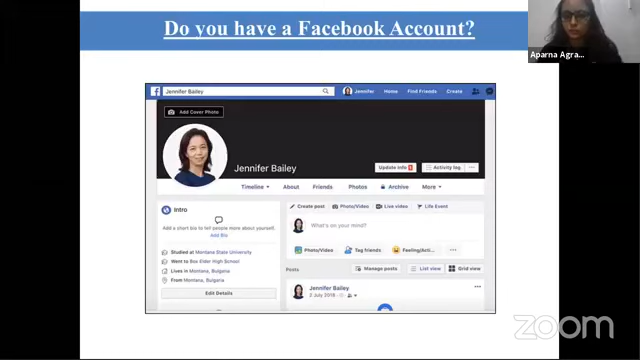 Do you have a Facebook Account?
Aparna Agra...
Jennifer Bailey
Jennifer Home Find Friends Create
Add Cover Photo
Jennifer Bailey
Update Info 1 Activity log ...
Timeline About Friends Photos Archive More
Intro
Add a short bio to tell people more about yourself.
Add Bio
Studied at Montana State University
Went to Box Elder High School
Lives in Montana, Bulgaria
From Montana, Bulgaria
Edit Details
Create post Photo/Video Live video Life Event
What's on your mind?
Photo/Video Tag friends Feeling/Acti... ...
Posts Manage posts List view Grid view
Jennifer Bailey ...
2 July 2018
zoom